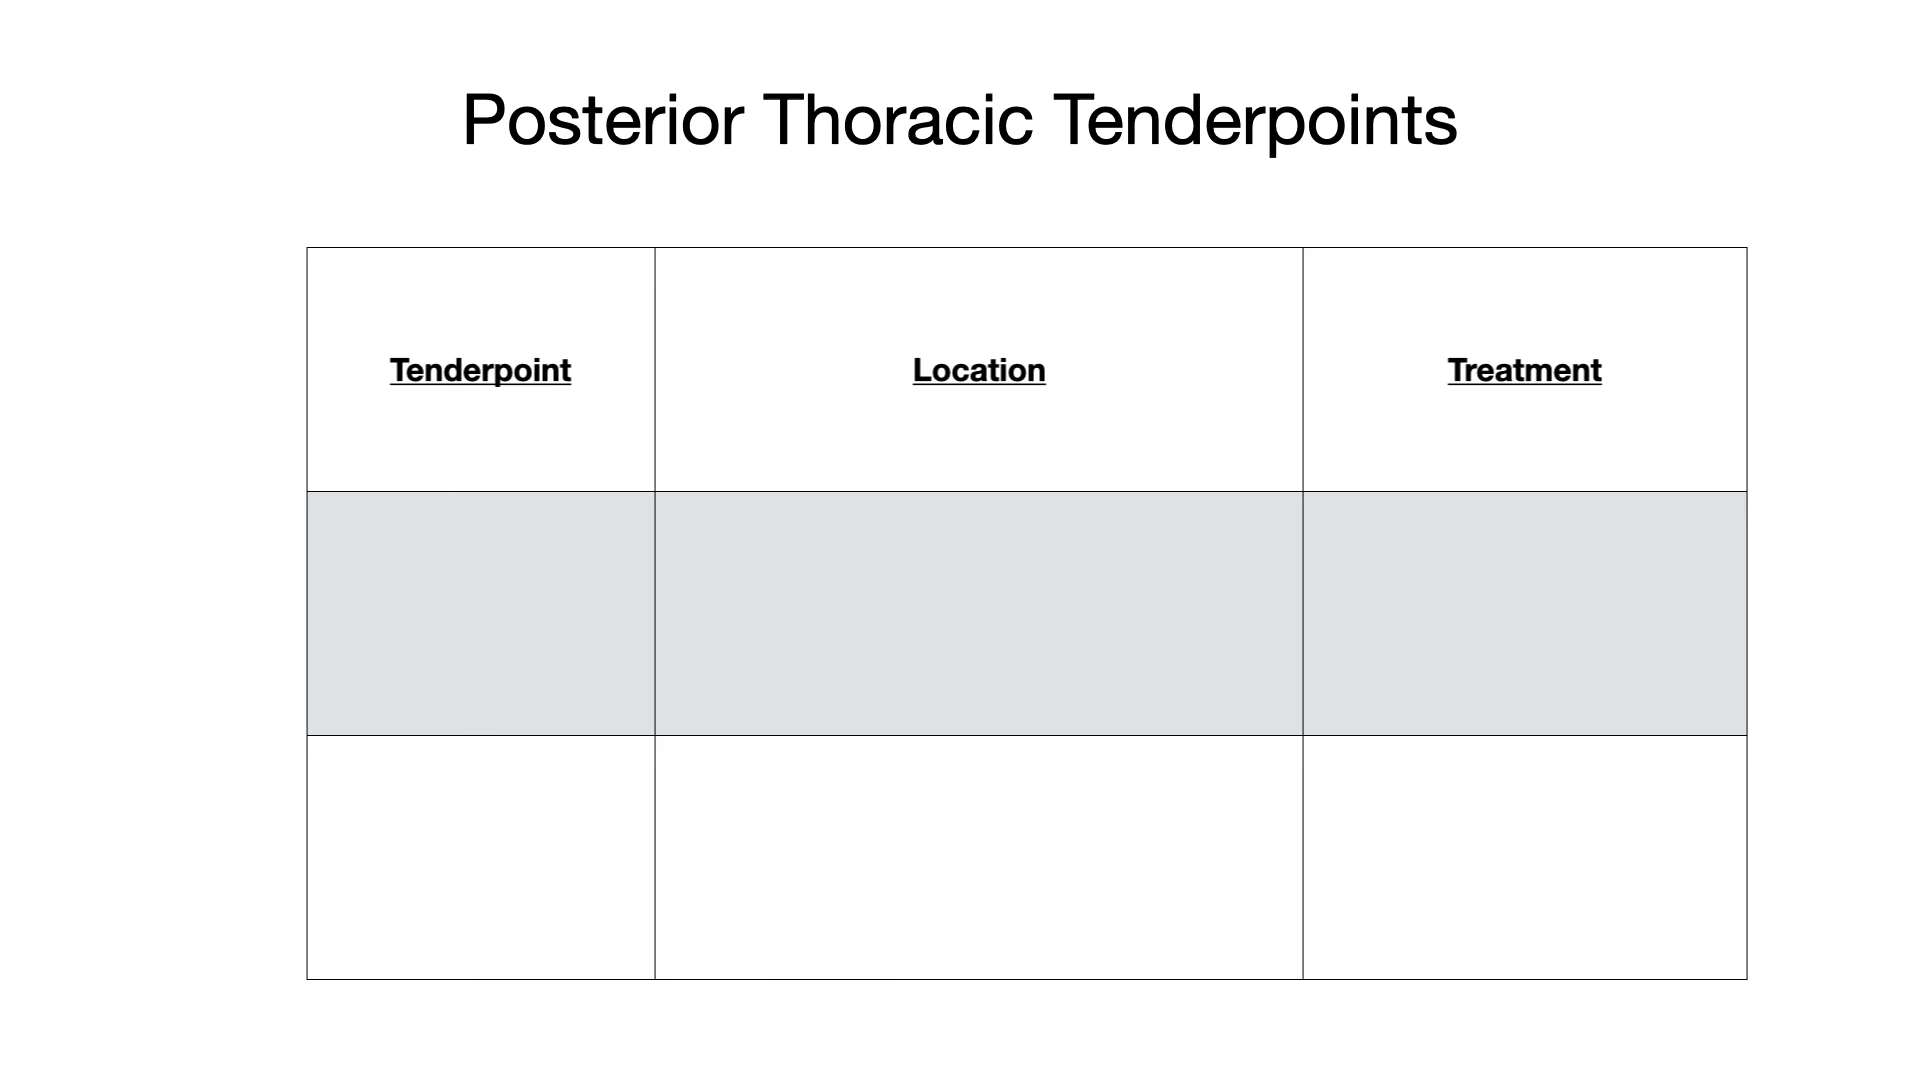 Posterior Thoracic Tenderpoints
Tenderpoint
Location
Treatment